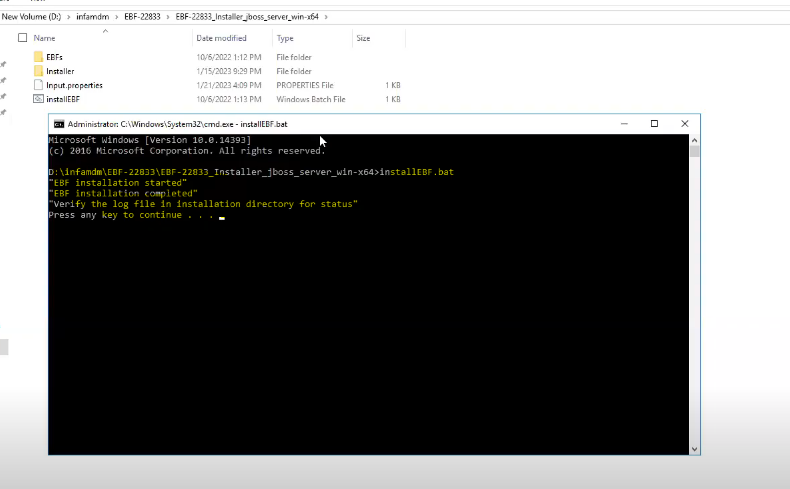 New Volume (D:) > infamdm > EBF-22833 > EBF-22833_Installer_jboss_server_win-x64 >
Name Date modified Type Size
EBFs 10/6/2022 1:12 PM File folder
Installer 1/15/2023 9:29 PM File folder
Input.properties 1/21/2023 4:09 PM PROPERTIES File 1 KB
installEBF 10/6/2022 1:13 PM Windows Batch File 1 KB
Administrator: C:\Windows\System32\cmd.exe - installEBF.bat
Microsoft Windows [Version 10.0.14393]
(c) 2016 Microsoft Corporation. All rights reserved.
D:\infamdm\EBF-22833\EBF-22833_Installer_jboss_server_win-x64>installEBF.bat
"EBF installation started"
"EBF installation completed"
"Verify the log file in installation directory for status"
Press any key to continue . . .